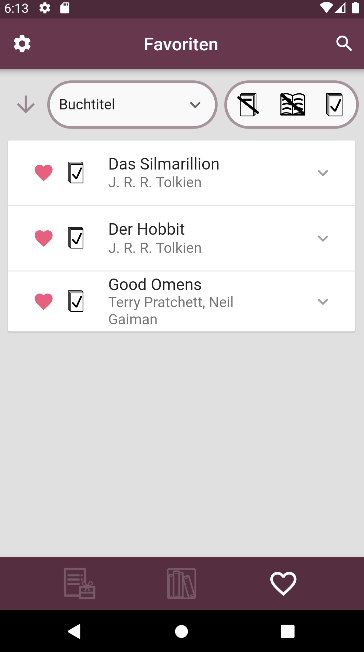 6:13
Favoriten
Buchtitel
Das Silmarillion
J. R. R. Tolkien
Der Hobbit
J. R. R. Tolkien
Good Omens
Terry Pratchett, Neil
Gaiman